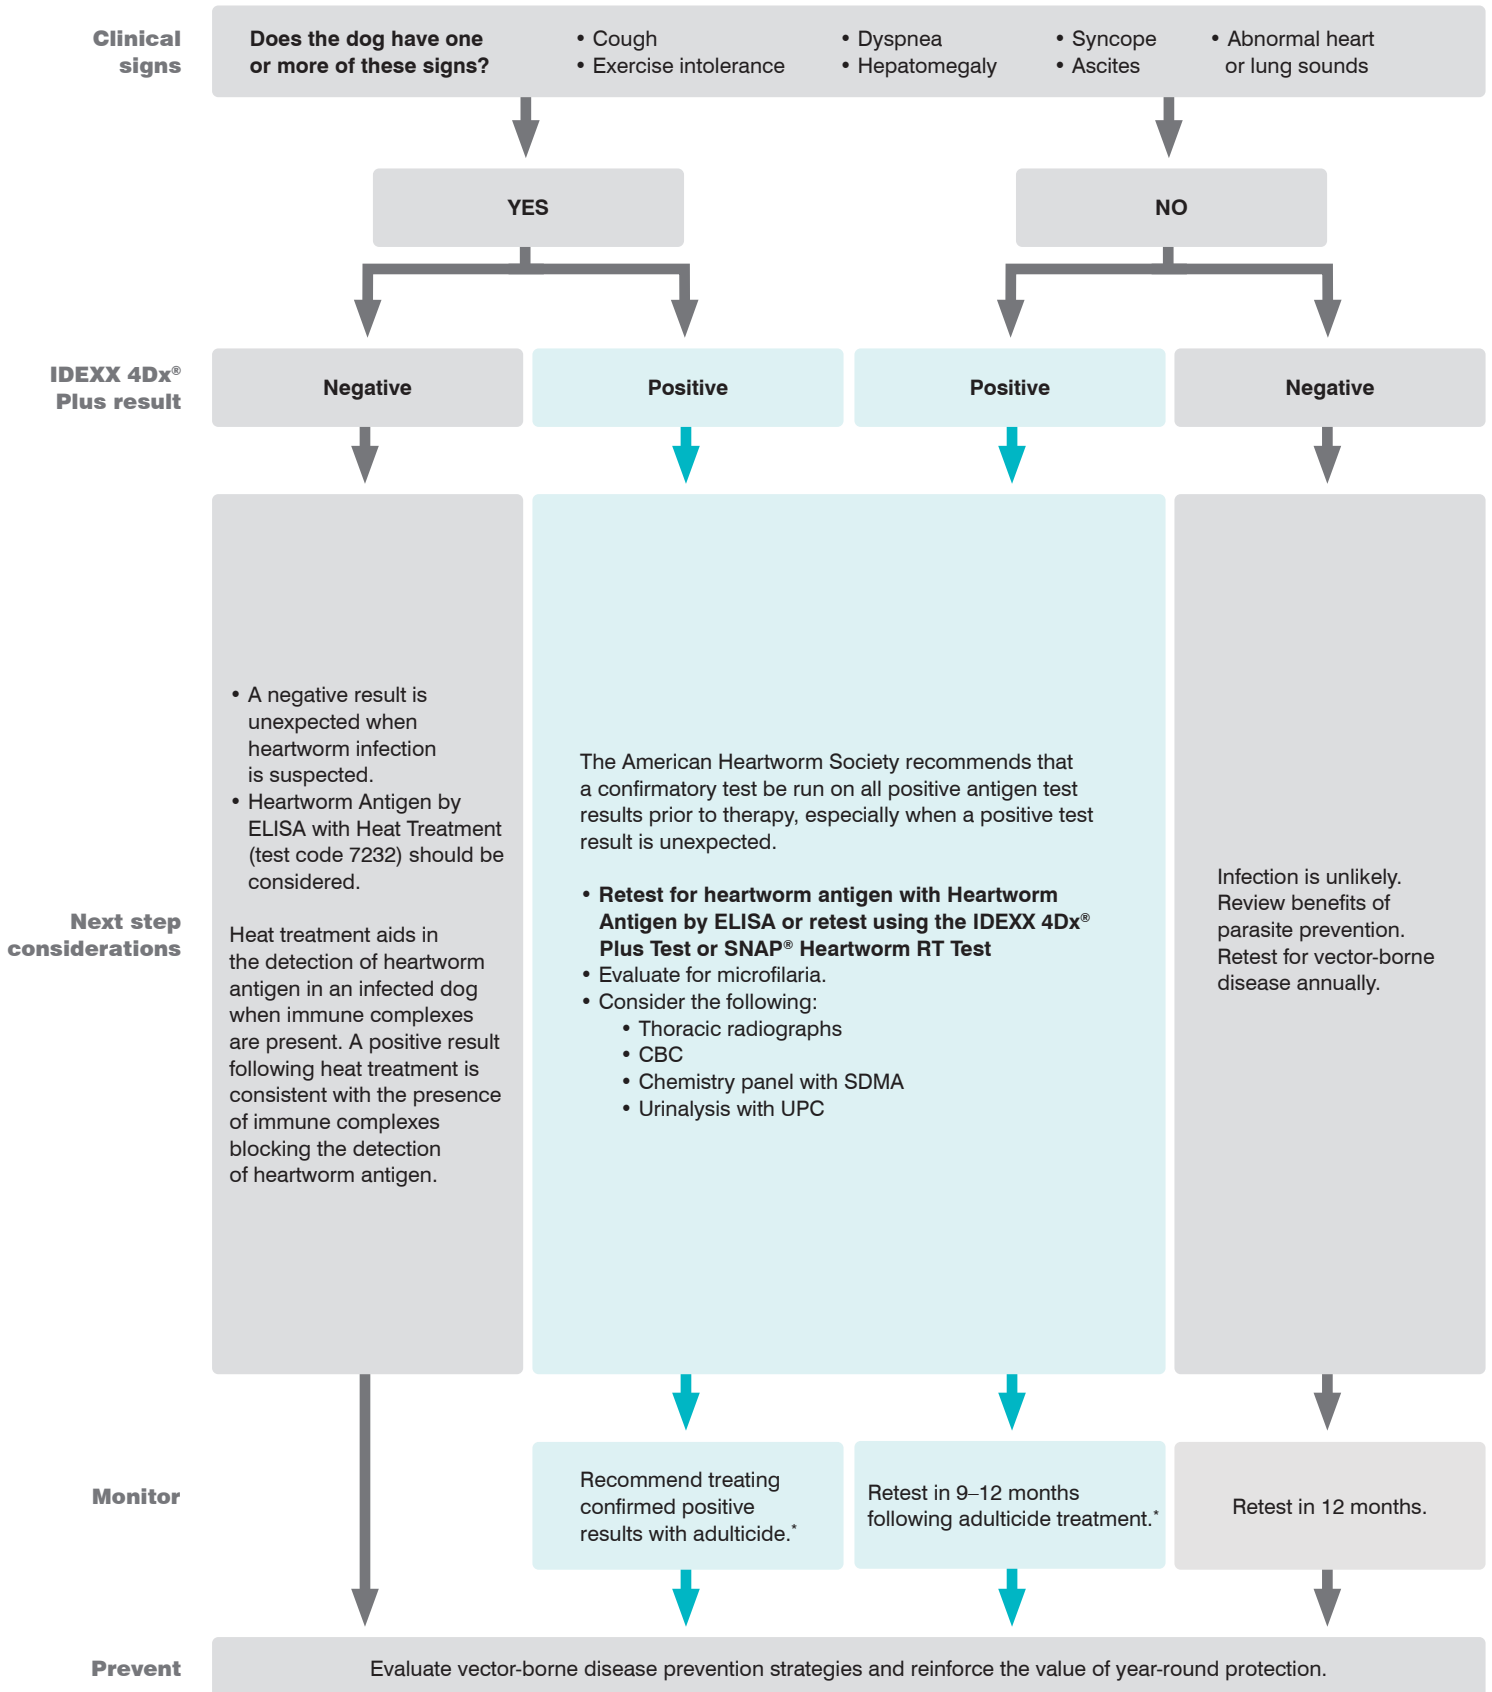 Clinical
signs
Does the dog have one
or more of these signs?
• Cough
• Exercise intolerance
• Dyspnea
• Hepatomegaly
• Syncope
• Ascites
• Abnormal heart
or lung sounds
YES
NO
IDEXX 4Dx®
Plus result
Negative
Positive
Positive
Negative
Next step
considerations
• A negative result is
unexpected when
heartworm infection
is suspected.
• Heartworm Antigen by
ELISA with Heat Treatment
(test code 7232) should be
considered.
Heat treatment aids in
the detection of heartworm
antigen in an infected dog
when immune complexes
are present. A positive result
following heat treatment is
consistent with the presence
of immune complexes
blocking the detection
of heartworm antigen.
The American Heartworm Society recommends that
a confirmatory test be run on all positive antigen test
results prior to therapy, especially when a positive test
result is unexpected.
• Retest for heartworm antigen with Heartworm
Antigen by ELISA or retest using the IDEXX 4Dx®
Plus Test or SNAP® Heartworm RT Test
• Evaluate for microfilaria.
• Consider the following:
• Thoracic radiographs
• CBC
• Chemistry panel with SDMA
• Urinalysis with UPC
Infection is unlikely.
Review benefits of
parasite prevention.
Retest for vector-borne
disease annually.
Monitor
Recommend treating
confirmed positive
results with adulticide.*
Retest in 9–12 months
following adulticide treatment.*
Retest in 12 months.
Prevent
Evaluate vector-borne disease prevention strategies and reinforce the value of year-round protection.